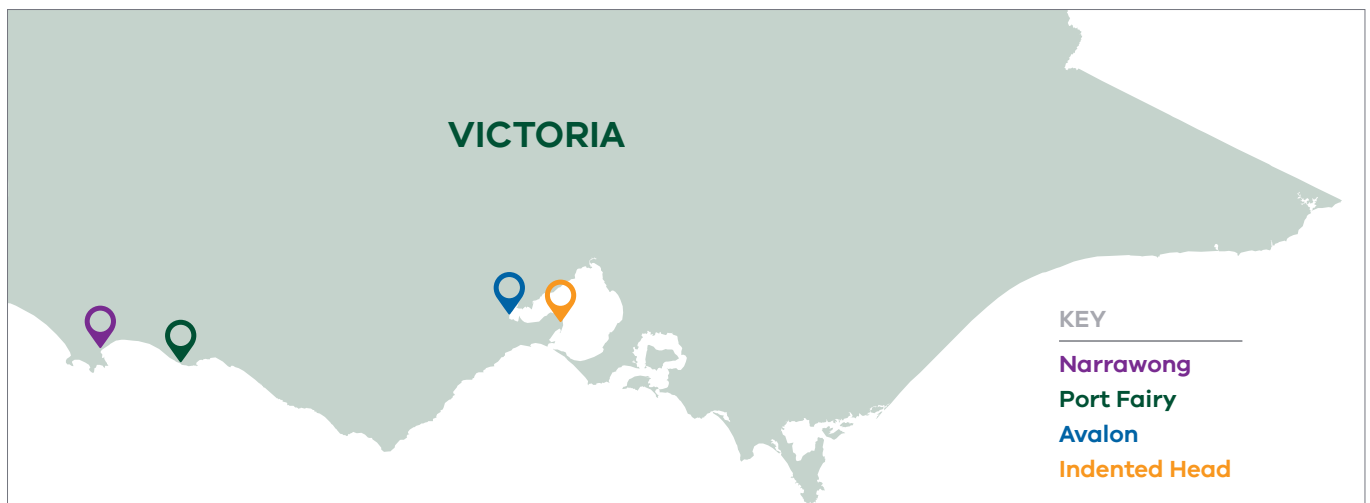 VICTORIA
KEY
Narrawong
Port Fairy
Avalon
Indented Head